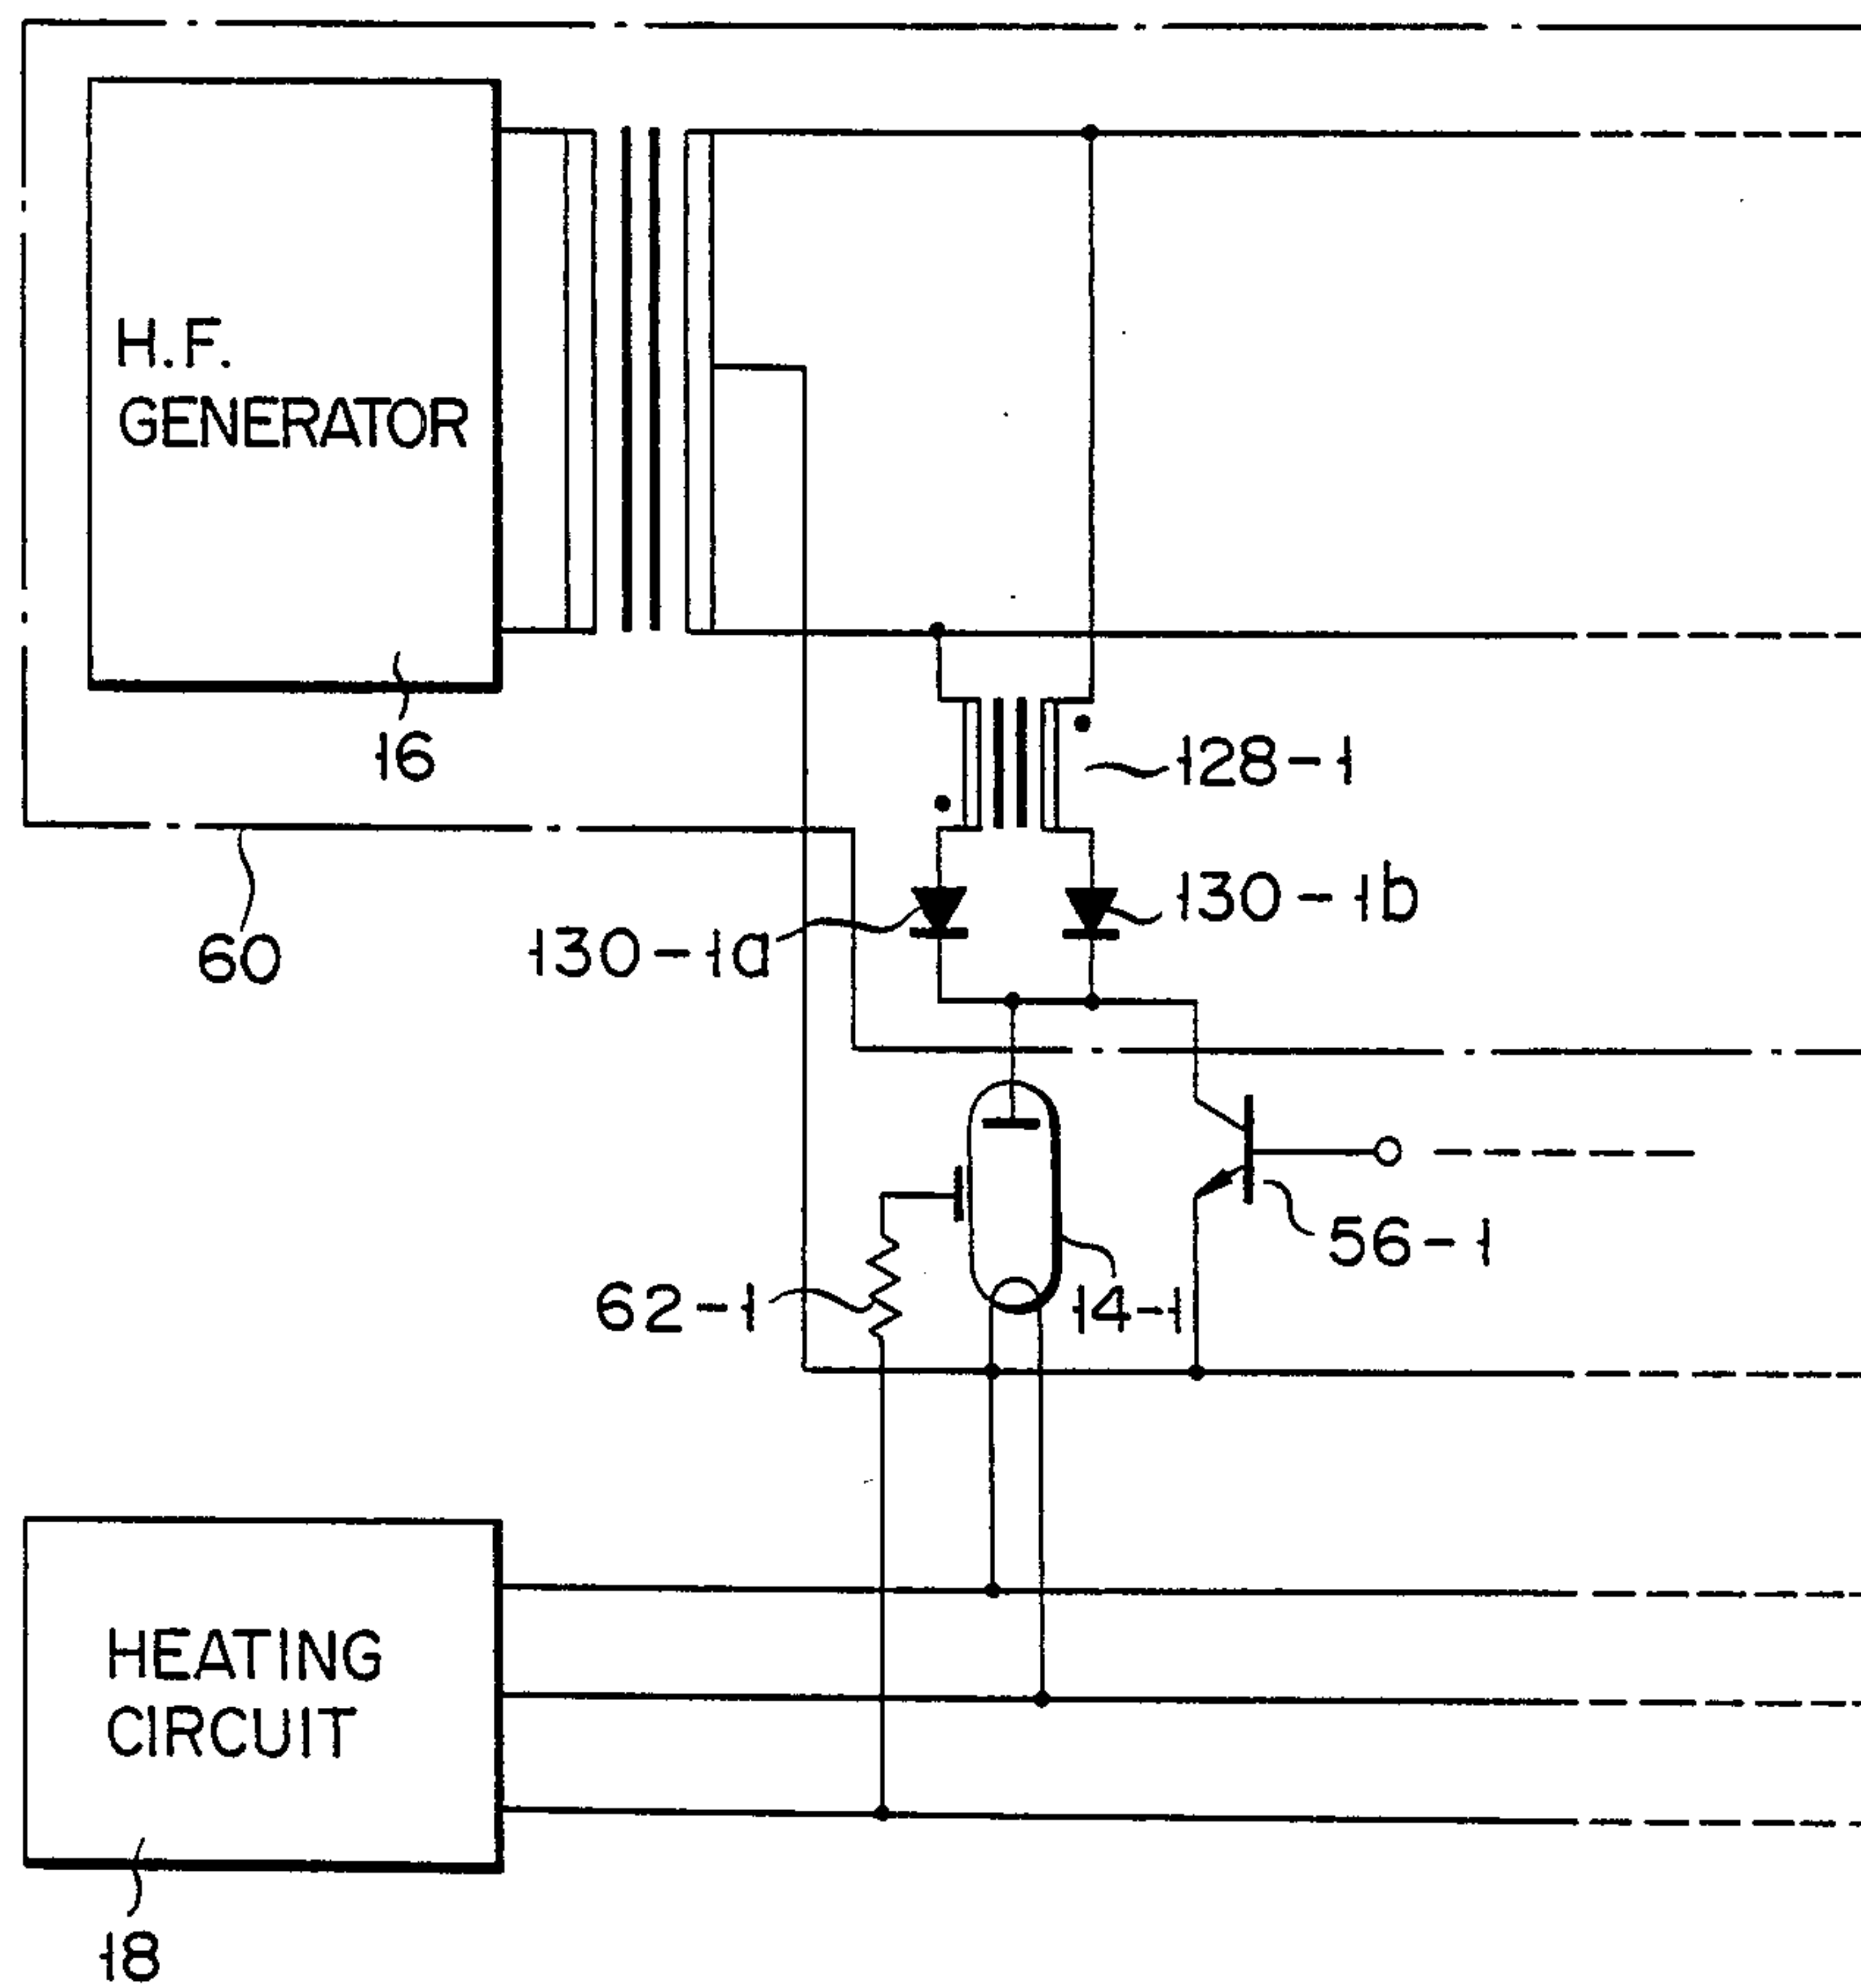 H.F.
GENERATOR
16
128-1
130-1b
130-1a
60
56-1
62-1
14-1
HEATING
CIRCUIT
18